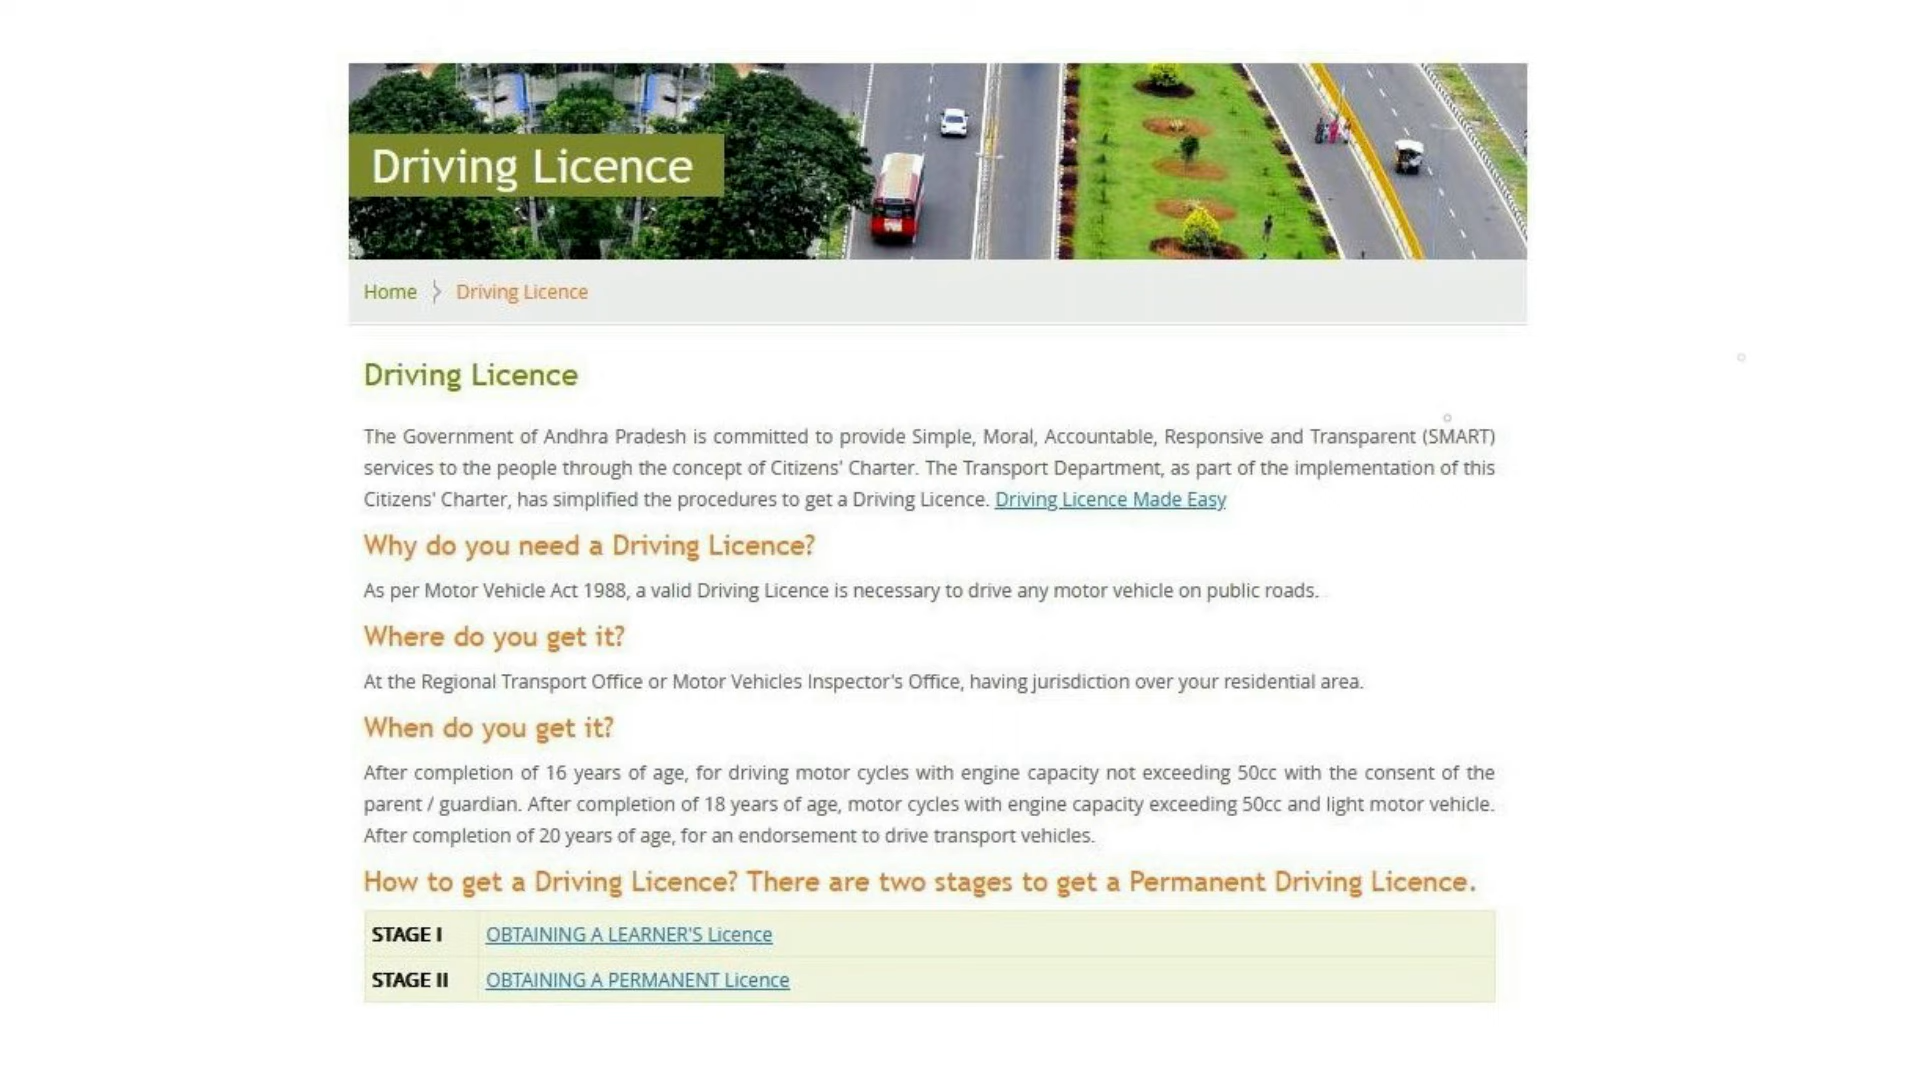 Driving Licence
Home > Driving Licence
Driving Licence
The Government of Andhra Pradesh is committed to provide Simple, Moral, Accountable, Responsive and Transparent (SMART)
services to the people through the concept of Citizens' Charter. The Transport Department, as part of the implementation of this
Citizens' Charter, has simplified the procedures to get a Driving Licence. Driving Licence Made Easy
Why do you need a Driving Licence?
As per Motor Vehicle Act 1988, a valid Driving Licence is necessary to drive any motor vehicle on public roads.
Where do you get it?
At the Regional Transport Office or Motor Vehicles Inspector's Office, having jurisdiction over your residential area.
When do you get it?
After completion of 16 years of age, for driving motor cycles with engine capacity not exceeding 50cc with the consent of the
parent / guardian. After completion of 18 years of age, motor cycles with engine capacity exceeding 50cc and light motor vehicle.
After completion of 20 years of age, for an endorsement to drive transport vehicles.
How to get a Driving Licence? There are two stages to get a Permanent Driving Licence.
STAGE I OBTAINING A LEARNER'S Licence
STAGE II OBTAINING A PERMANENT Licence